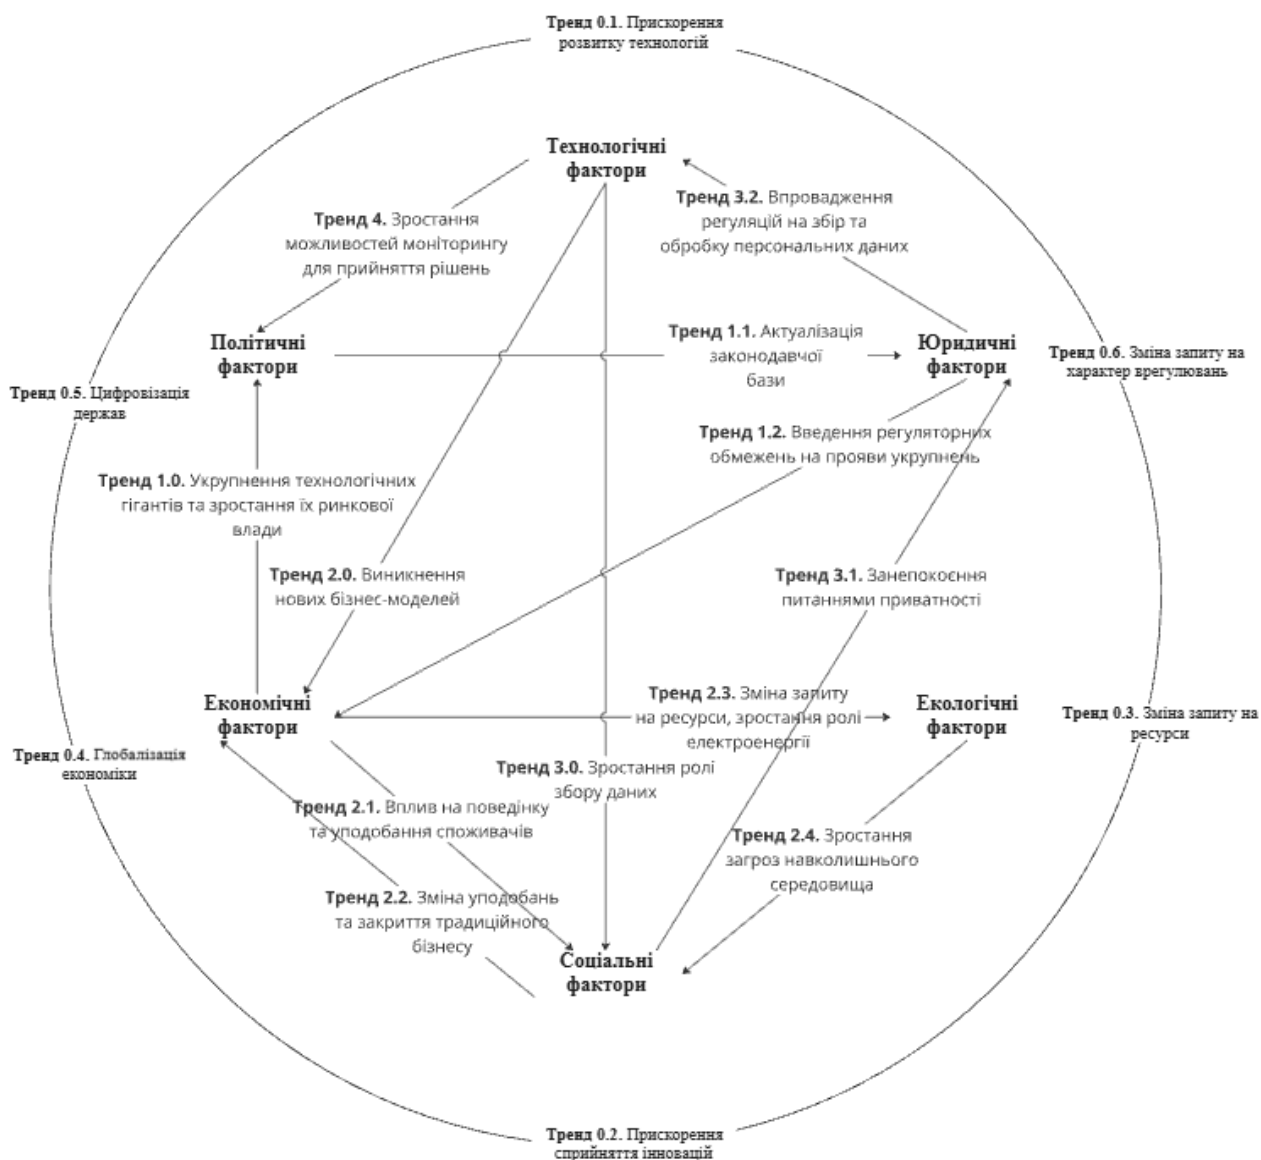 Тренд 0.1. Прискорення
розвитку технологій
Технологічні
фактори
Тренд 3.2. Впровадження
регуляцій на збір та
обробку персональних даних
Тренд 4. Зростання
можливостей моніторингу
для прийняття рішень
Політичні
фактори
Тренд 1.1. Актуалізація
законодавчої
бази
Юридичні
фактори
Тренд 0.6. Зміна запиту на
характер врегулювань
Тренд 0.5. Цифровізація
держав
Тренд 1.2. Введення регуляторних
обмежень на прояви укрупнень
Тренд 1.0. Укрупнення технологічних
гігантів та зростання їх ринкової
влади
Тренд 2.0. Виникнення
нових бізнес-моделей
Тренд 3.1. Занепокоєння
питаннями приватності
Економічні
фактори
Тренд 2.3. Зміна запиту
на ресурси, зростання ролі
електроенергії
Екологічні
фактори
Тренд 0.3. Зміна запиту на
ресурси
Тренд 0.4. Глобалізація
економіки
Тренд 3.0. Зростання ролі
збору даних
Тренд 2.1. Вплив на поведінку
та уподобання споживачів
Тренд 2.4. Зростання
загроз навколишнього
середовища
Тренд 2.2. Зміна уподобань
та закриття традиційного
бізнесу
Соціальні
фактори
Тренд 0.2. Прискорення
сприйняття інновацій